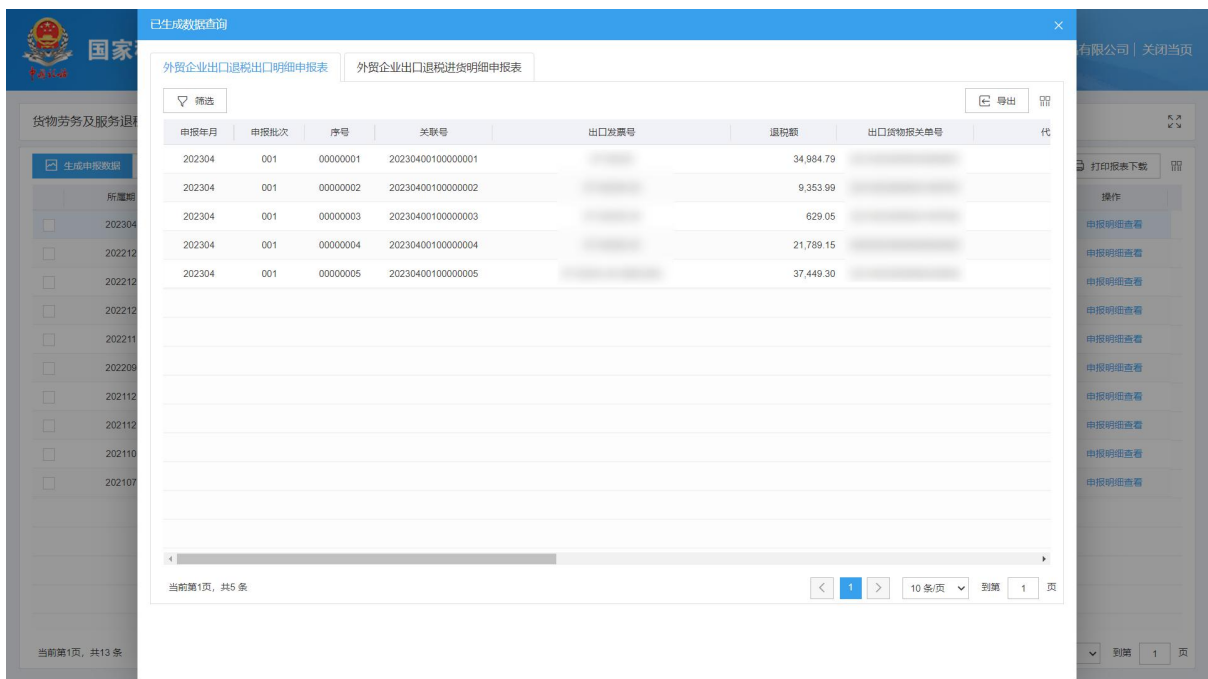 已生成数据查询
国家
有限公司 | 关闭当页
外贸企业出口退税出口明细申报表 外贸企业出口退税进货明细申报表
货物劳务及服务退税
筛选 导出
生成申报数据 打印报表下载
申报年月 申报批次 序号 关联号 出口发票号 退税额 出口货物报关单号 代
202304 001 00000001 20230400100000001 34,984.79
202304 001 00000002 20230400100000002 9,353.99
202304 001 00000003 20230400100000003 629.05
202304 001 00000004 20230400100000004 21,789.15
202304 001 00000005 20230400100000005 37,449.30
所属期 操作
202304 申报明细查看
202212 申报明细查看
202212 申报明细查看
202212 申报明细查看
202211 申报明细查看
202209 申报明细查看
202112 申报明细查看
202112 申报明细查看
202110 申报明细查看
202107 申报明细查看
当前第1页，共5 条 1 10 条/页 到第 1 页
当前第1页，共13 条 到第 1 页